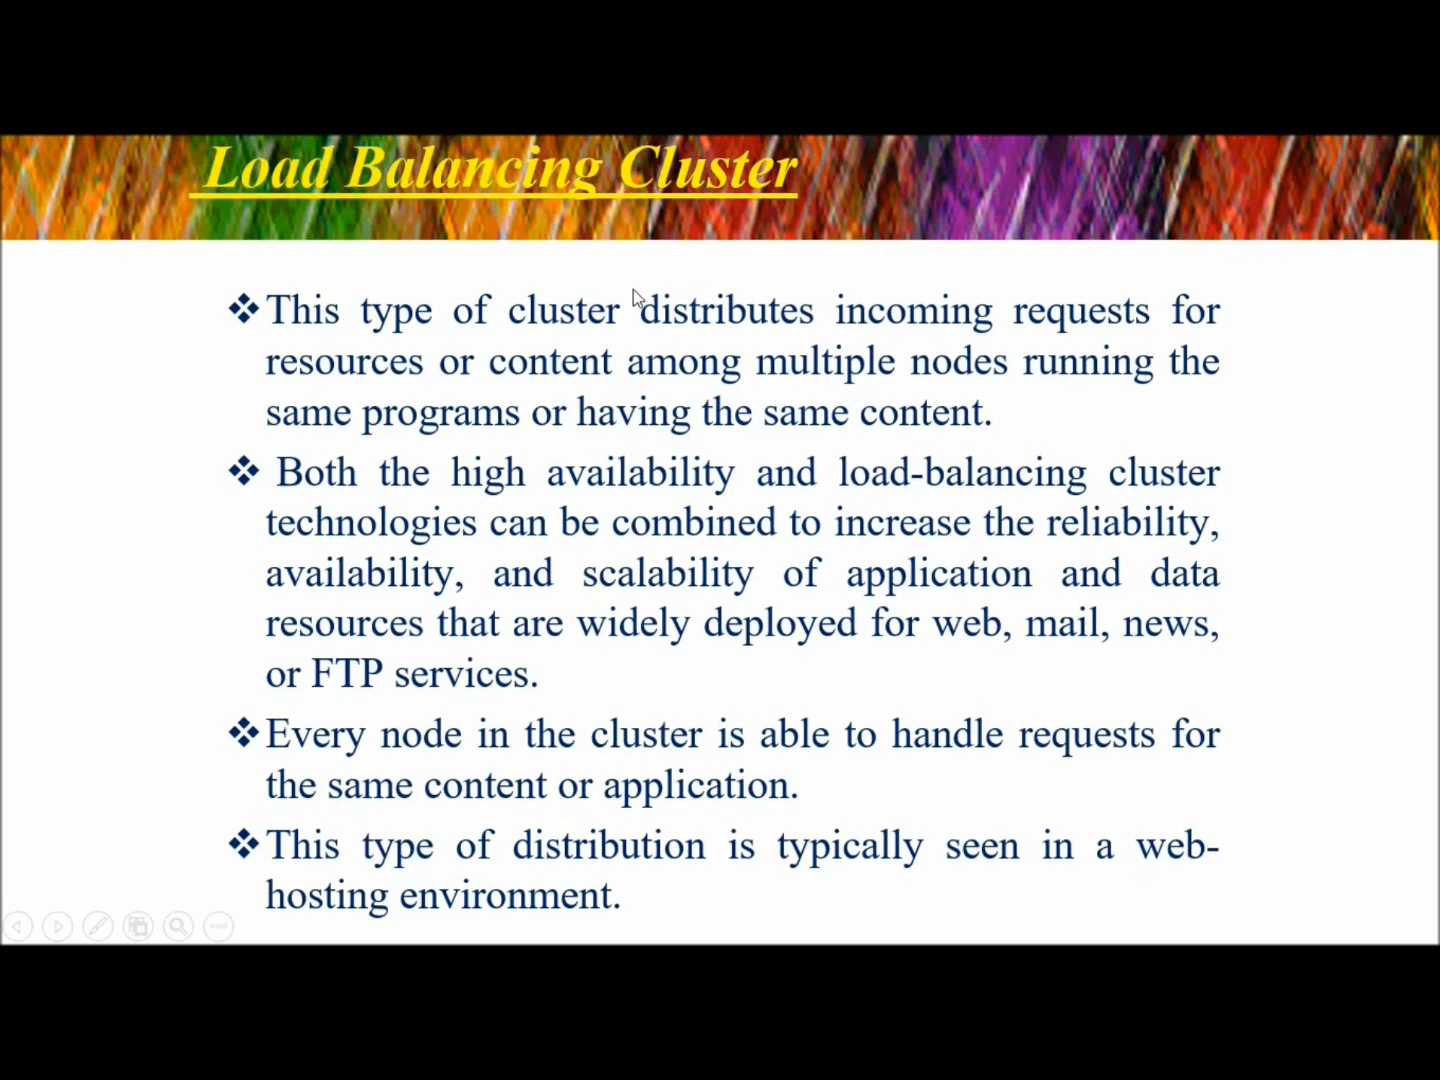 Load Balancing Cluster
❖This type of cluster distributes incoming requests for
resources or content among multiple nodes running the
same programs or having the same content.
❖ Both the high availability and load-balancing cluster
technologies can be combined to increase the reliability,
availability, and scalability of application and data
resources that are widely deployed for web, mail, news,
or FTP services.
❖Every node in the cluster is able to handle requests for
the same content or application.
❖This type of distribution is typically seen in a web-
hosting environment.